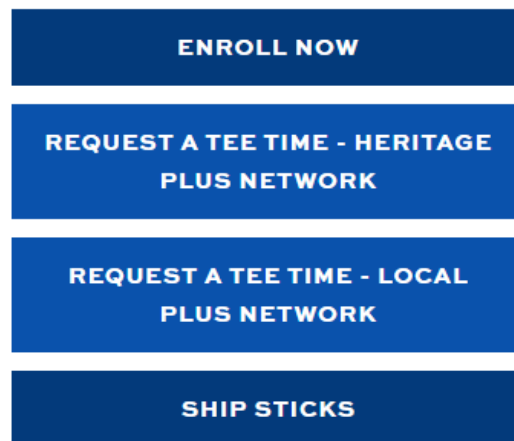 ENROLL NOW
REQUEST A TEE TIME - HERITAGE
PLUS NETWORK
REQUEST A TEE TIME - LOCAL
PLUS NETWORK
SHIP STICKS